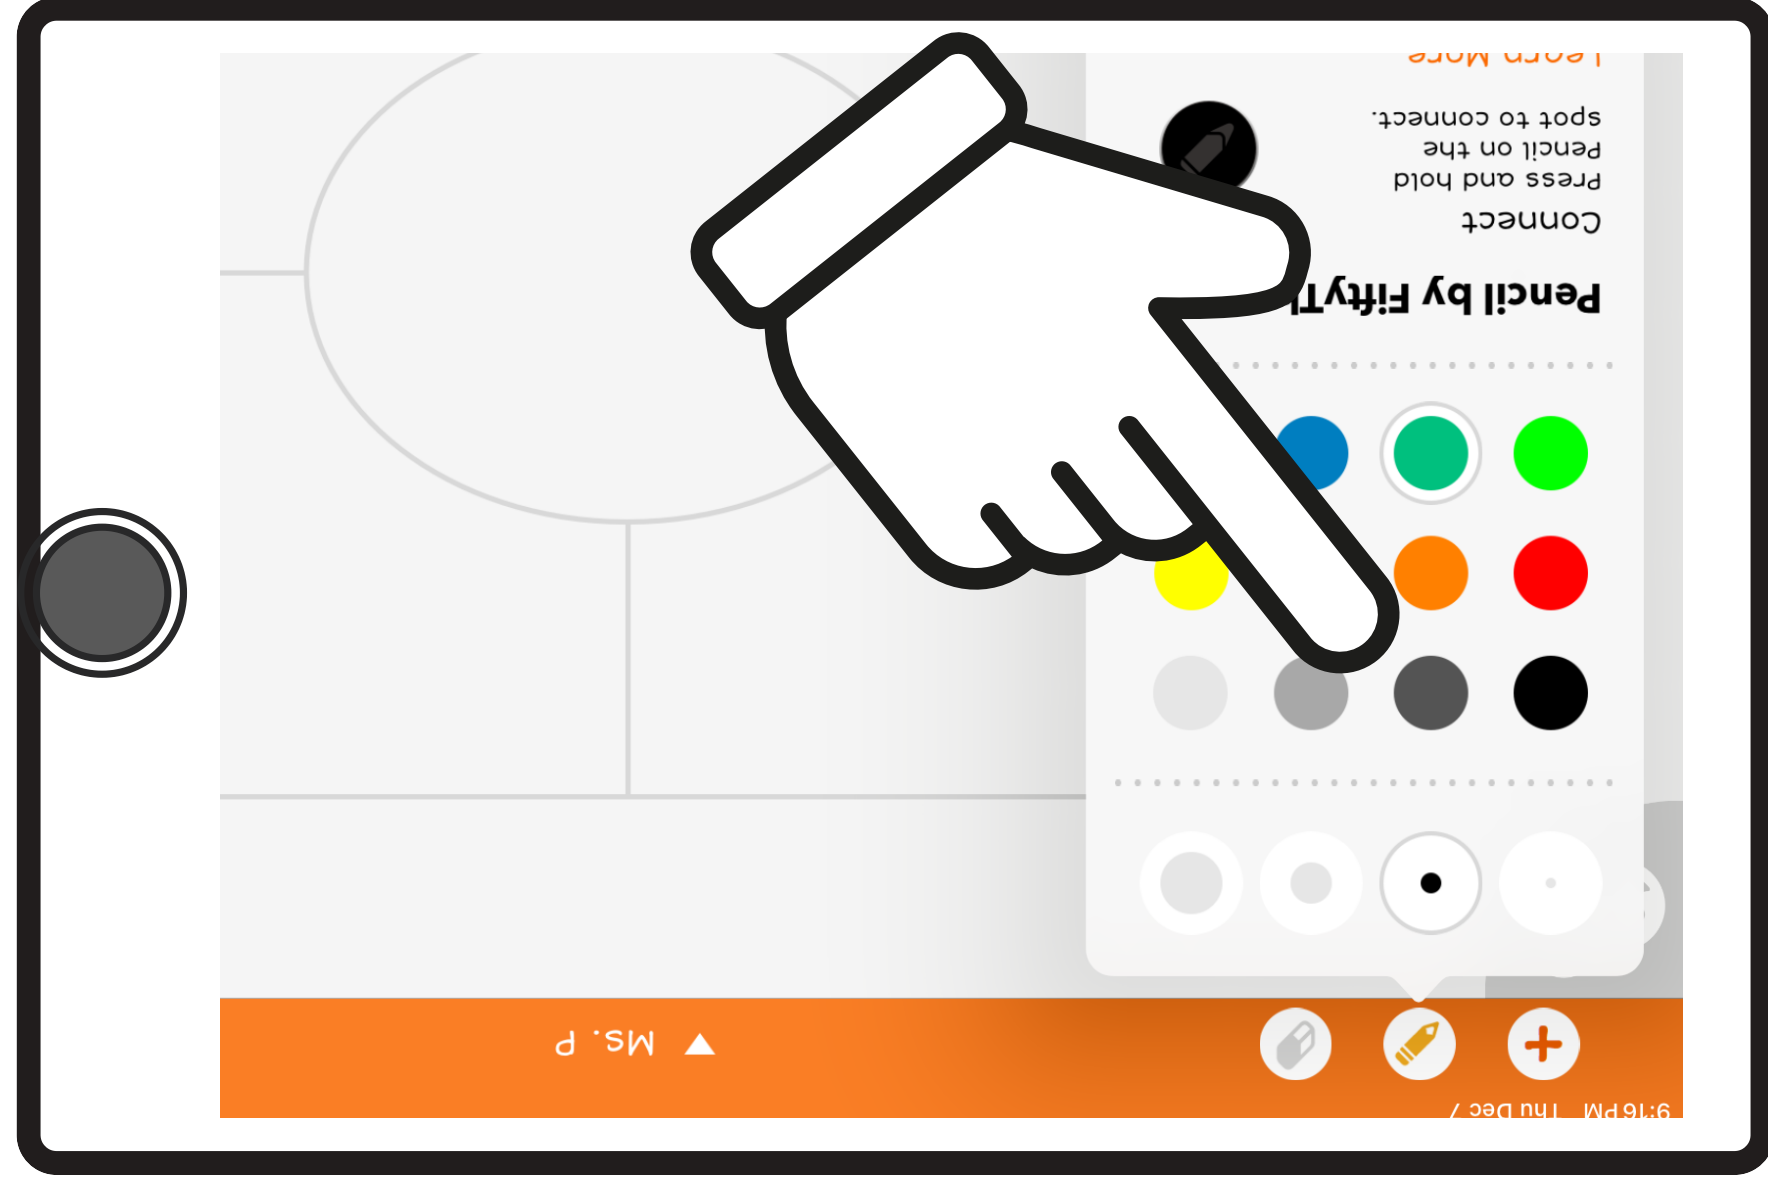 9:16 PM Thu Dec 7
Ms. P
Pencil by
Connect
Press and hold
Pencil on the
spot to connect.
Learn More